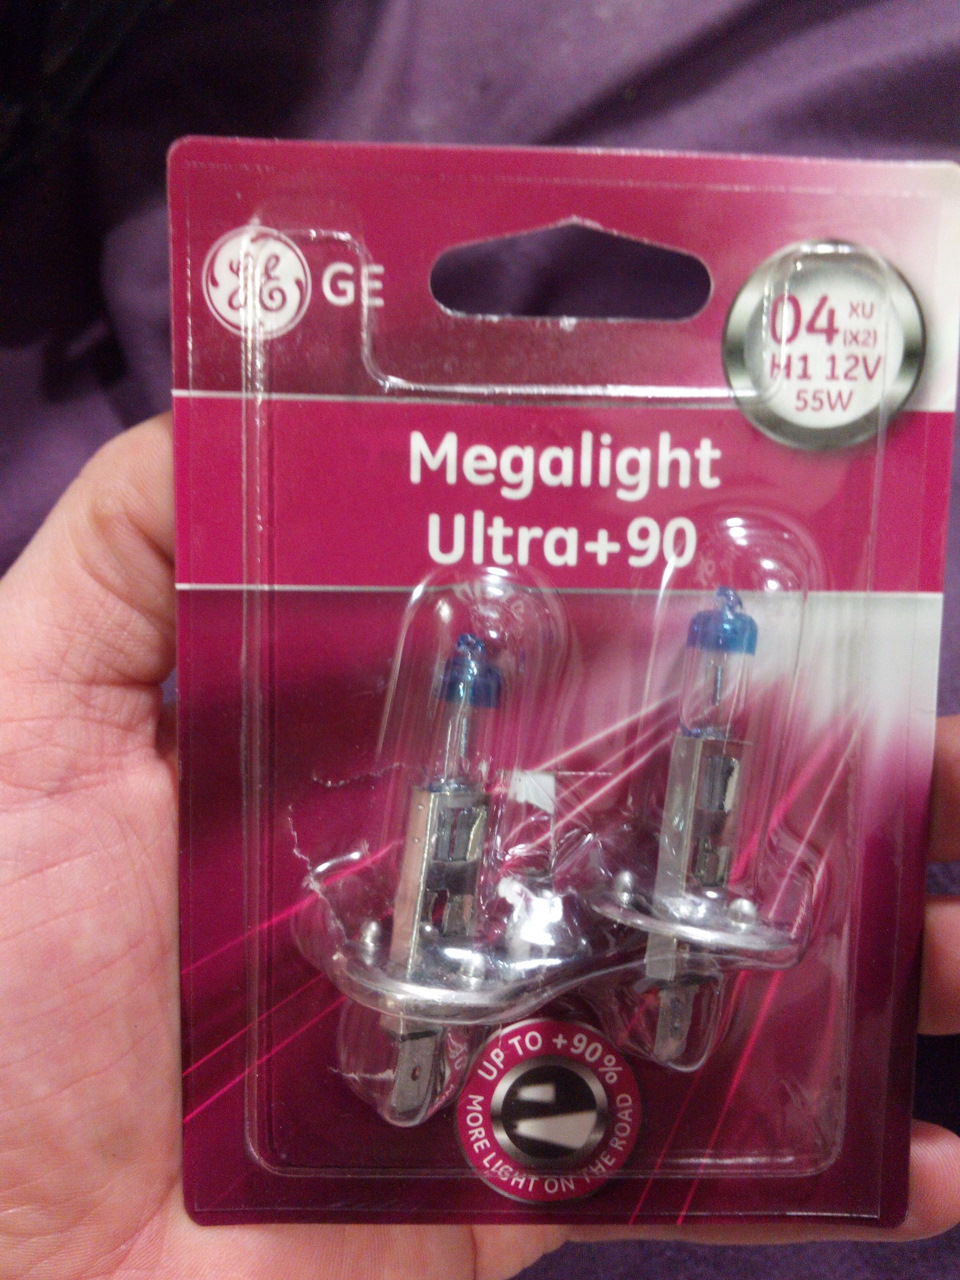 GE
04 XU
(X2)
H1 12V
55W
Megalight
Ultra+90
UP TO +90%
MORE LIGHT ON THE ROAD